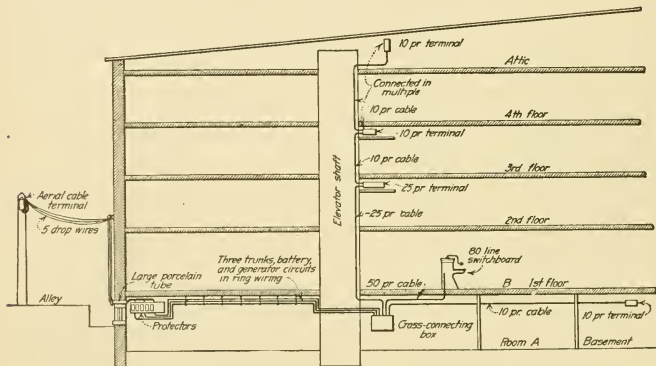 10 pr terminal
Attic
Connected in
multiple
10 pr cable
4th floor
10 pr terminal
10 pr cable
3rd floor
25 pr terminal
Elevator shaft
25 pr cable
2nd floor
Aerial cable
terminal
5 drop wires
80 line
switchboard
Three trunks, battery,
and generator circuits
in ring wiring
Large porcelain
tube
50 pr cable
B 1st floor
Alley
Protectors
Cross-connecting
box
10 pr. cable
10 pr terminal
Room A
Basement